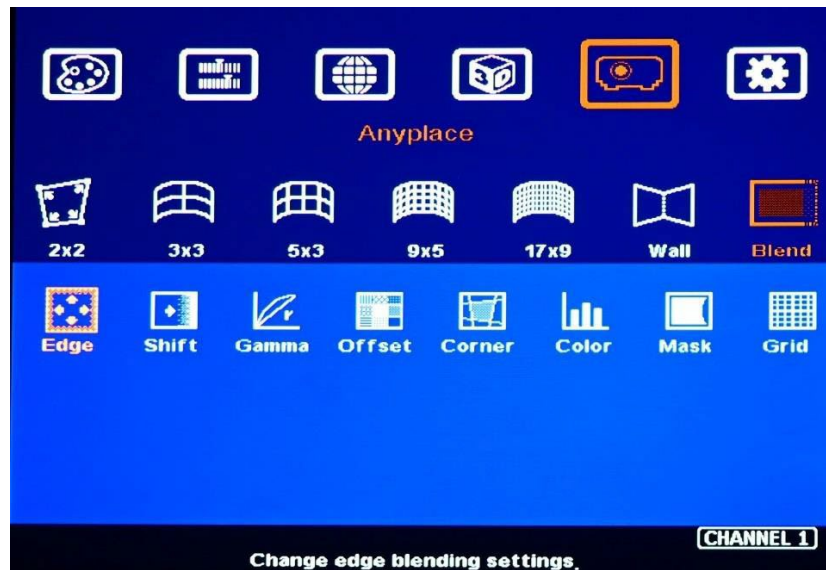 3D
Anyplace
2x2 3x3 5x3 9x5 17x9 Wall Blend
Edge Shift Gamma Offset Corner Color Mask Grid
CHANNEL 1
Change edge blending settings.